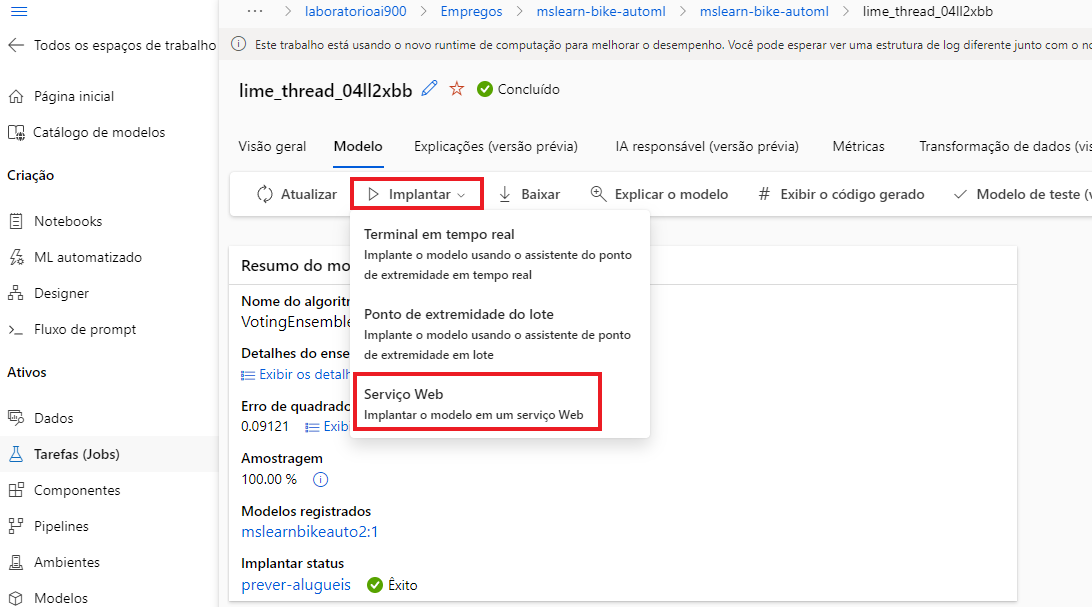 ··· > laboratorioai900 > Empregos > mslearn-bike-automl > mslearn-bike-automl > lime_thread_04ll2xbb
Todos os espaços de trabalho
Este trabalho está usando o novo runtime de computação para melhorar o desempenho. Você pode esperar ver uma estrutura de log diferente junto com o
lime_thread_04ll2xbb Concluído
Página inicial
Catálogo de modelos
Visão geral Modelo Explicações (versão prévia) IA responsável (versão prévia) Métricas Transformação de dados
Criação
Atualizar Implantar Baixar Explicar o modelo # Exibir o código gerado Modelo de teste
Notebooks
ML automatizado
Designer
Fluxo de prompt
Terminal em tempo real
Implante o modelo usando o assistente do ponto
de extremidade em tempo real
Ponto de extremidade do lote
Implante o modelo usando o assistente de ponto
de extremidade em lote
Serviço Web
Implantar o modelo em um serviço Web
Resumo do
Nome do
VotingEnsemble
Detalhes do
Exibir os
Erro de
0.09121
Amostragem
100.00 %
Modelos registrados
mslearnbikeauto2:1
Implantar status
prever-alugueis Êxito
Ativos
Dados
Tarefas (Jobs)
Componentes
Pipelines
Ambientes
Modelos